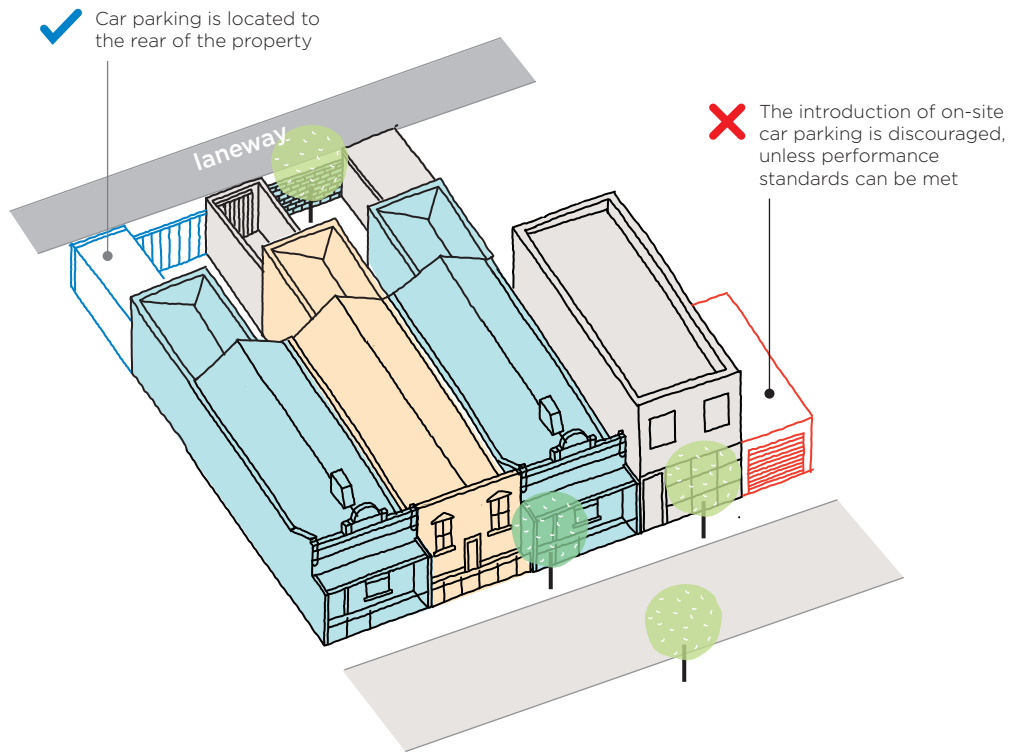 Car parking is located to
the rear of the property
The introduction of on-site
car parking is discouraged,
unless performance
standards can be met
laneway